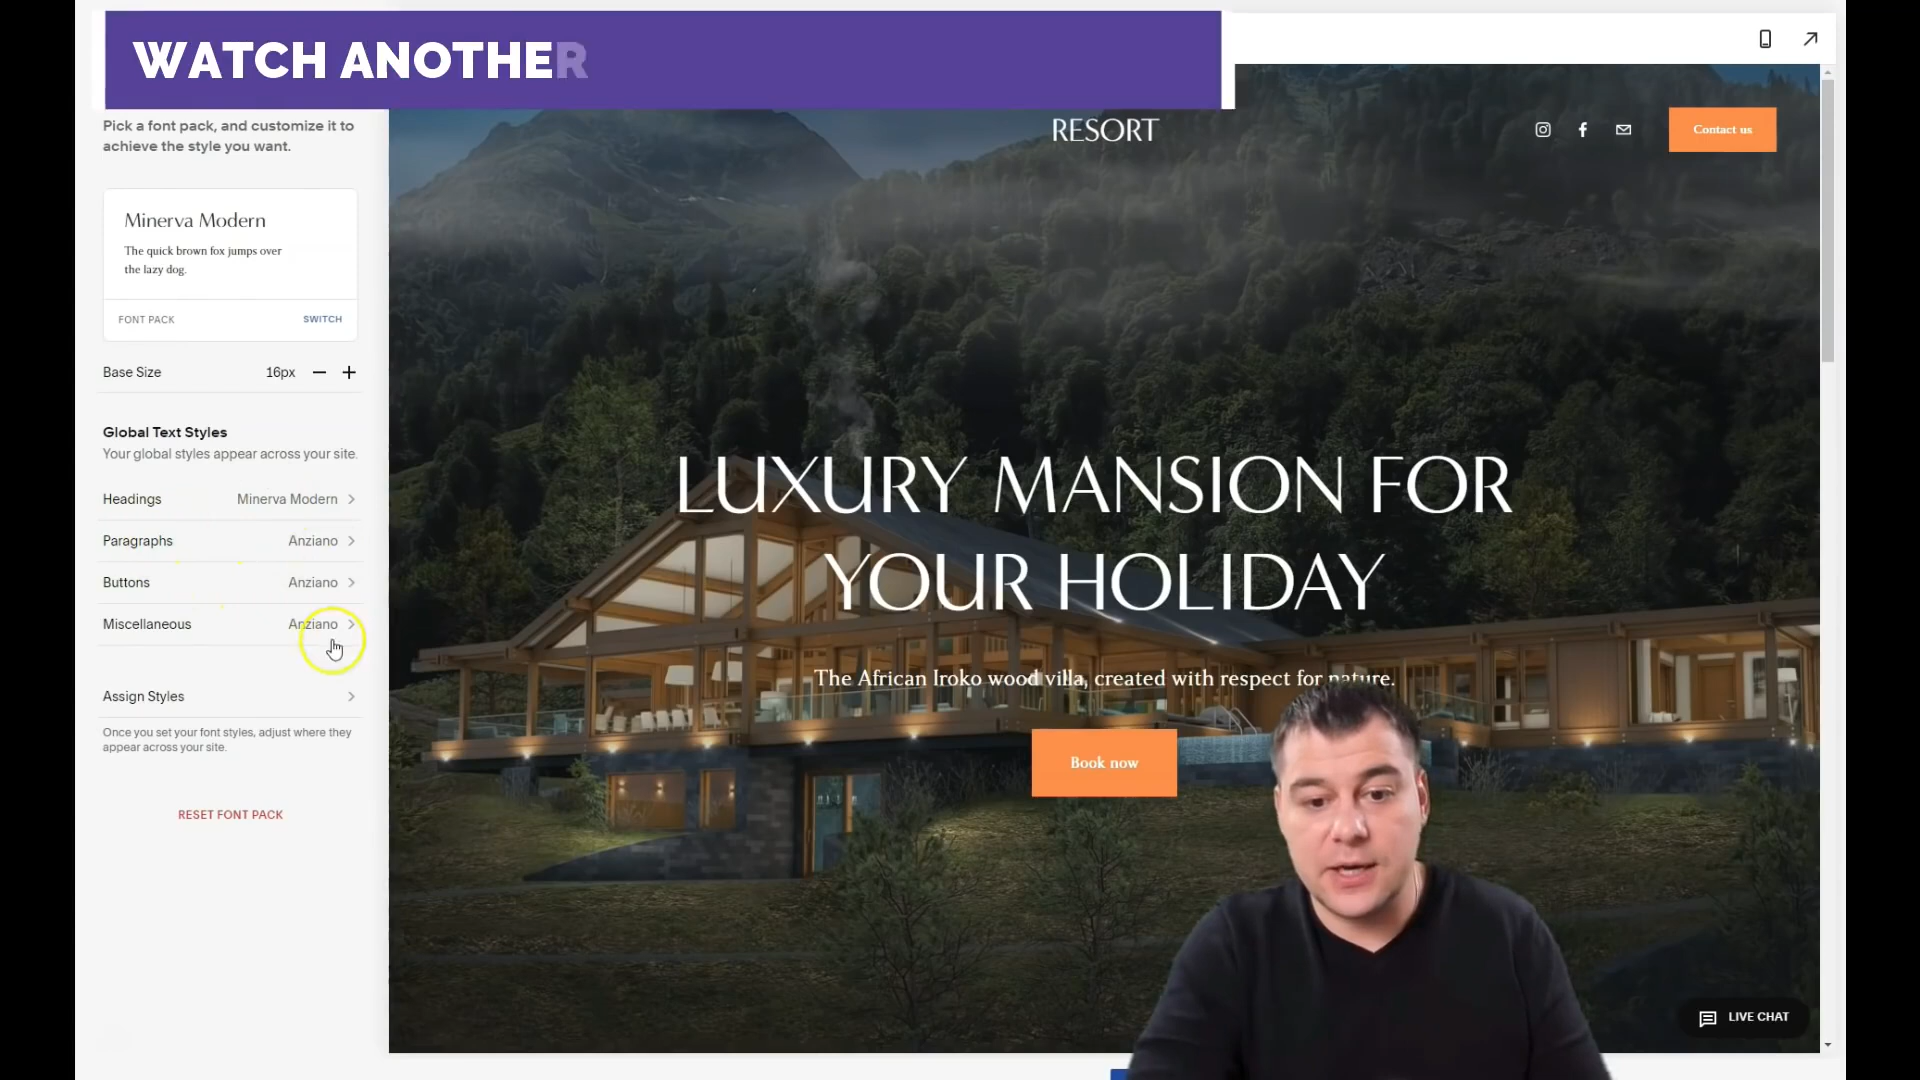 WATCH ANOTHER
Pick a font pack, and customize it to
achieve the style you want.
Minerva Modern
The quick brown fox jumps over
the lazy dog.
FONT PACK SWITCH
Base Size 16px
Global Text Styles
Your global styles appear across your site.
Headings Minerva Modern
Paragraphs Anziano
Buttons Anziano
Miscellaneous Anziano
Assign Styles
Once you set your font styles, adjust where they
appear across your site.
RESET FONT PACK
RESORT
Contact us
LUXURY MANSION FOR
YOUR HOLIDAY
The African Iroko wood villa, created with respect for nature.
Book now
LIVE CHAT